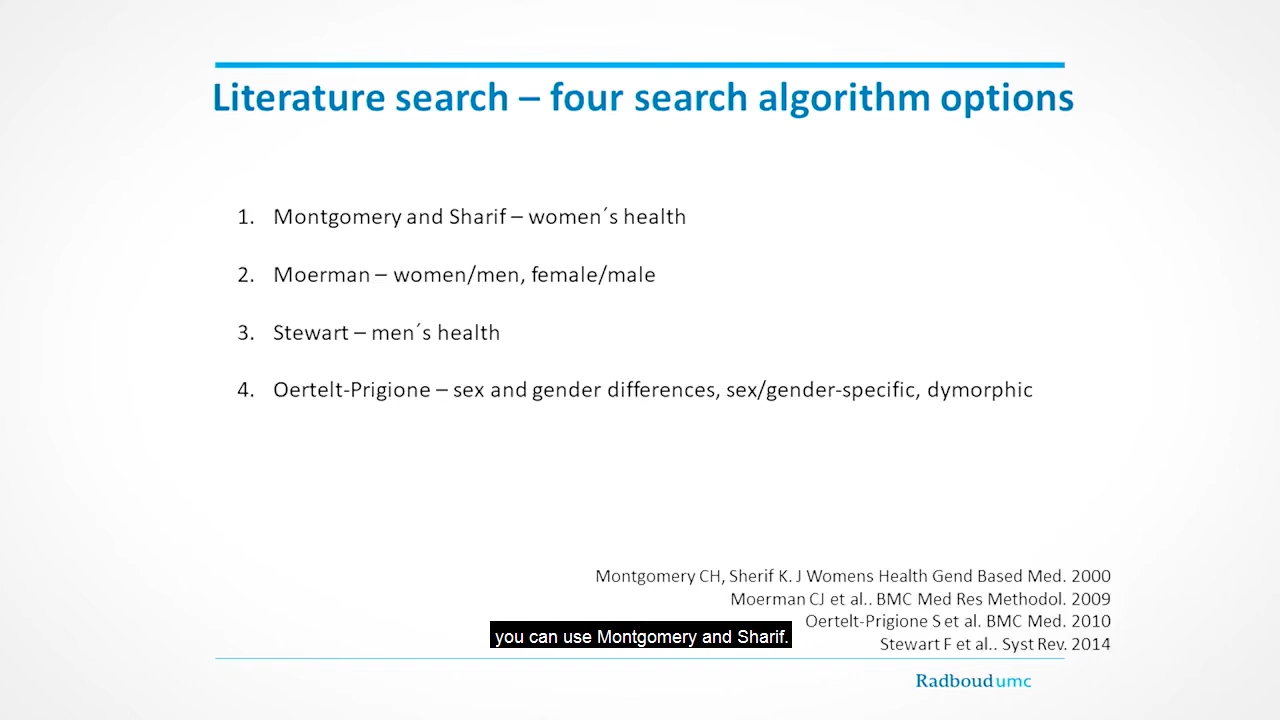 Literature search – four search algorithm options
1. Montgomery and Sharif – women´s health
2. Moerman – women/men, female/male
3. Stewart – men´s health
4. Oertelt-Prigione – sex and gender differences, sex/gender-specific, dymorphic
Montgomery CH, Sherif K. J Womens Health Gend Based Med. 2000
Moerman CJ et al.. BMC Med Res Methodol. 2009
Oertelt-Prigione S et al. BMC Med. 2010
Stewart F et al.. Syst Rev. 2014
you can use Montgomery and Sharif.
Radboudumc